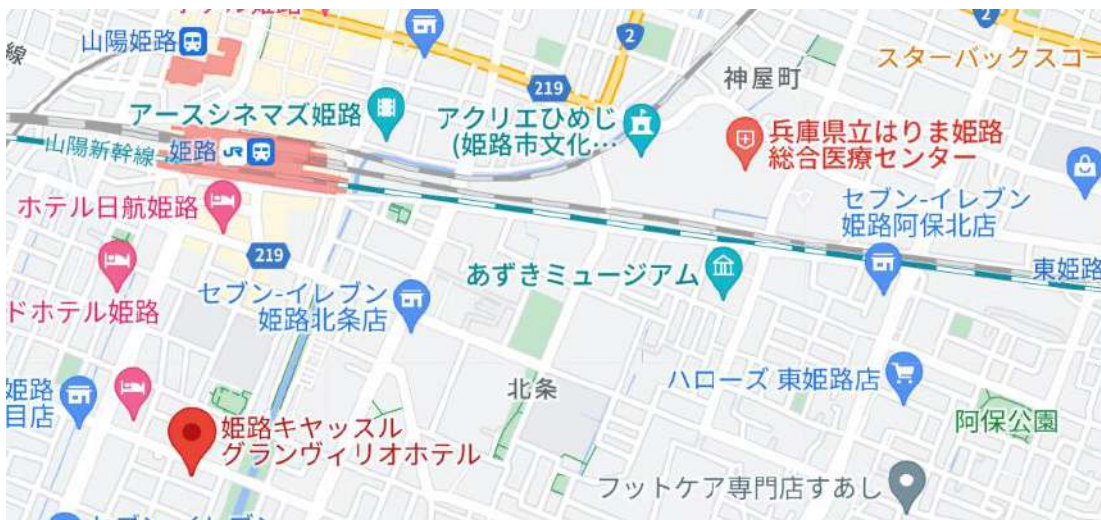 山陽姫路
2
2
スターバックスコー
神屋町
219
アースシネマズ姫路
アクリエひめじ
(姫路市文化…
兵庫県立はりま姫路
総合医療センター
線
山陽新幹線
姫路 JR
ホテル日航姫路
セブン-イレブン
姫路阿保北店
219
あずきミュージアム
東姫路
セブン-イレブン
姫路北条店
ドホテル姫路
北条
ハローズ 東姫路店
姫路
目店
阿保公園
姫路キヤッスル
グランヴィリオホテル
フットケア専門店すあし